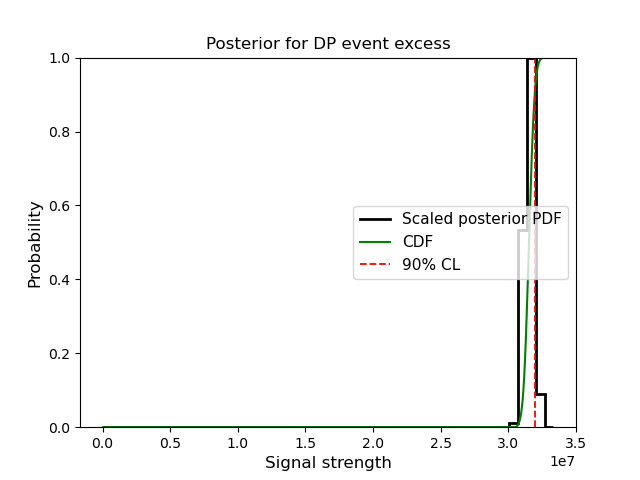 Posterior for DP event excess
Probability
1.0
0.8
0.6
0.4
0.2
0.0
Scaled posterior PDF
CDF
90% CL
0.0 0.5 1.0 1.5 2.0 2.5 3.0 3.5
1e7
Signal strength